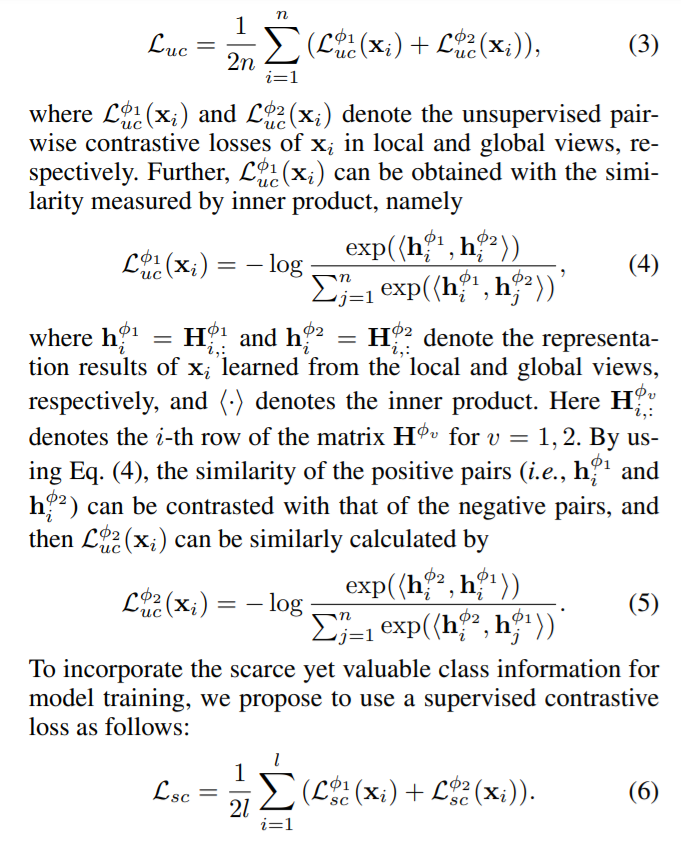 $$\mathcal{L}_{uc} = \frac{1}{2n} \sum_{i=1}^{n} (\mathcal{L}_{uc}^{\phi_1}(\mathbf{x}_i) + \mathcal{L}_{uc}^{\phi_2}(\mathbf{x}_i)), \quad (3)$$
where $\mathcal{L}_{uc}^{\phi_1}(\mathbf{x}_i)$ and $\mathcal{L}_{uc}^{\phi_2}(\mathbf{x}_i)$ denote the unsupervised pair-
wise contrastive losses of $\mathbf{x}_i$ in local and global views, re-
spectively. Further, $\mathcal{L}_{uc}^{\phi_1}(\mathbf{x}_i)$ can be obtained with the simi-
larity measured by inner product, namely
$$\mathcal{L}_{uc}^{\phi_1}(\mathbf{x}_i) = -\log \frac{\exp(\langle \mathbf{h}_i^{\phi_1}, \mathbf{h}_i^{\phi_2} \rangle)}{\sum_{j=1}^{n} \exp(\langle \mathbf{h}_i^{\phi_1}, \mathbf{h}_j^{\phi_2} \rangle)}, \quad (4)$$
where $\mathbf{h}_i^{\phi_1} = \mathbf{H}_{i,:}^{\phi_1}$ and $\mathbf{h}_i^{\phi_2} = \mathbf{H}_{i,:}^{\phi_2}$ denote the representa-
tion results of $\mathbf{x}_i$ learned from the local and global views,
respectively, and $\langle \cdot \rangle$ denotes the inner product. Here $\mathbf{H}_{i,:}^{\phi_v}$
denotes the $i$-th row of the matrix $\mathbf{H}^{\phi_v}$ for $v = 1, 2$. By us-
ing Eq. (4), the similarity of the positive pairs (i.e., $\mathbf{h}_i^{\phi_1}$ and
$\mathbf{h}_i^{\phi_2}$) can be contrasted with that of the negative pairs, and
then $\mathcal{L}_{uc}^{\phi_2}(\mathbf{x}_i)$ can be similarly calculated by
$$\mathcal{L}_{uc}^{\phi_2}(\mathbf{x}_i) = -\log \frac{\exp(\langle \mathbf{h}_i^{\phi_2}, \mathbf{h}_i^{\phi_1} \rangle)}{\sum_{j=1}^{n} \exp(\langle \mathbf{h}_i^{\phi_2}, \mathbf{h}_j^{\phi_1} \rangle)}. \quad (5)$$
To incorporate the scarce yet valuable class information for
model training, we propose to use a supervised contrastive
loss as follows:
$$\mathcal{L}_{sc} = \frac{1}{2l} \sum_{i=1}^{l} (\mathcal{L}_{sc}^{\phi_1}(\mathbf{x}_i) + \mathcal{L}_{sc}^{\phi_2}(\mathbf{x}_i)). \quad (6)$$